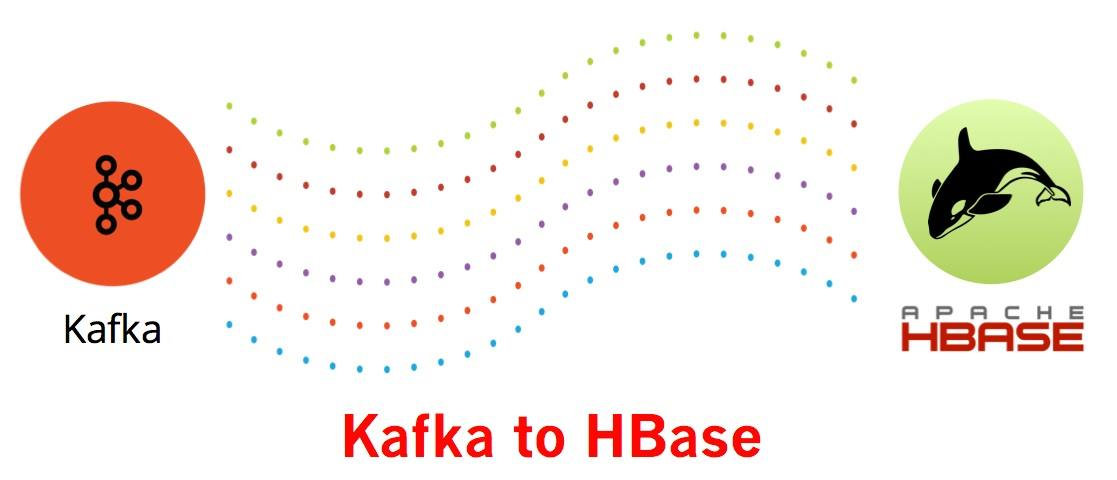 Kafka
APACHE
HBASE
Kafka to HBase